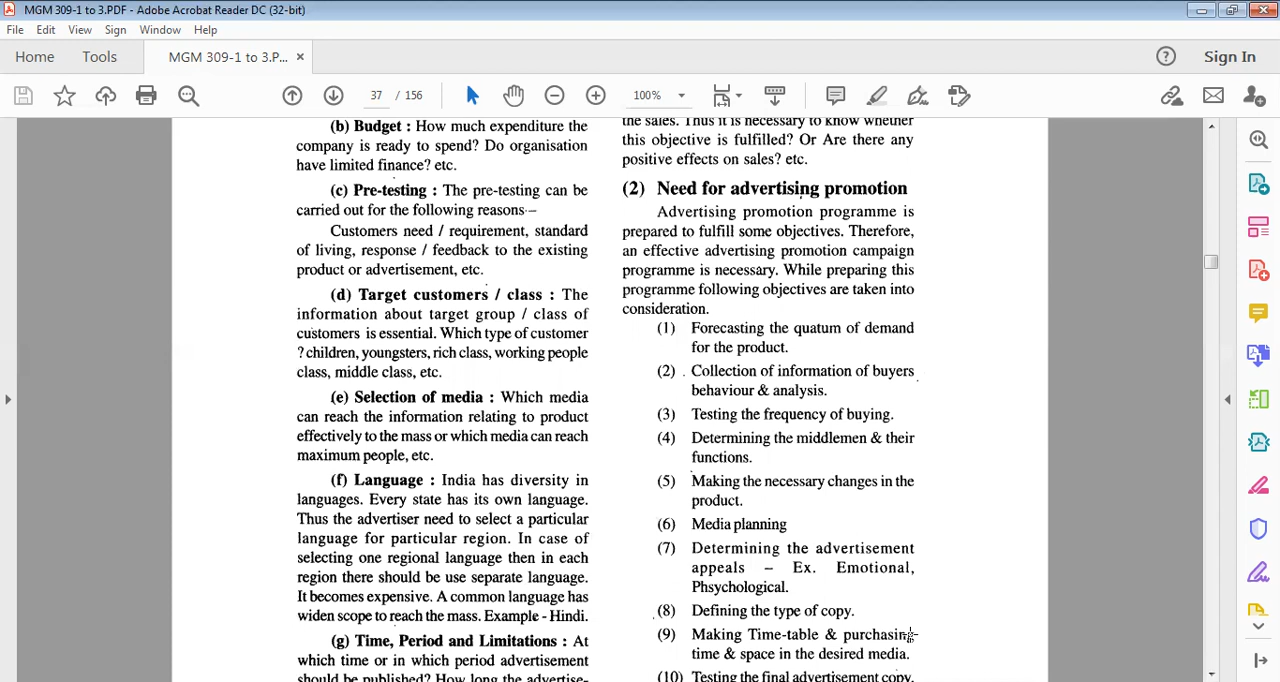 MGM 309-1 to 3.PDF - Adobe Acrobat Reader DC (32-bit)
File Edit View Sign Window Help
Home Tools MGM 309-1 to 3.P... × Sign In
37 / 156 100%
(b) Budget : How much expenditure the
company is ready to spend? Do organisation
have limited finance? etc.
(c) Pre-testing : The pre-testing can be
carried out for the following reasons –
Customers need / requirement, standard
of living, response / feedback to the existing
product or advertisement, etc.
(d) Target customers / class : The
information about target group / class of
customers is essential. Which type of customer
? children, youngsters, rich class, working people
class, middle class, etc.
(e) Selection of media : Which media
can reach the information relating to product
effectively to the mass or which media can reach
maximum people, etc.
(f) Language : India has diversity in
languages. Every state has its own language.
Thus the advertiser need to select a particular
language for particular region. In case of
selecting one regional language then in each
region there should be use separate language.
It becomes expensive. A common language has
widen scope to reach the mass. Example - Hindi.
(g) Time, Period and Limitations : At
which time or in which period advertisement
should be published? How long the advertise-
the sales. Thus it is necessary to know whether
this objective is fulfilled? Or Are there any
positive effects on sales? etc.
(2) Need for advertising promotion
Advertising promotion programme is
prepared to fulfill some objectives. Therefore,
an effective advertising promotion campaign
programme is necessary. While preparing this
programme following objectives are taken into
consideration.
(1) Forecasting the quatum of demand
for the product.
(2) Collection of information of buyers
behaviour & analysis.
(3) Testing the frequency of buying.
(4) Determining the middlemen & their
functions.
(5) Making the necessary changes in the
product.
(6) Media planning
(7) Determining the advertisement
appeals – Ex. Emotional,
Phsychological.
(8) Defining the type of copy.
(9) Making Time-table & purchasing
time & space in the desired media.
(10) Testing the final advertisement copy.